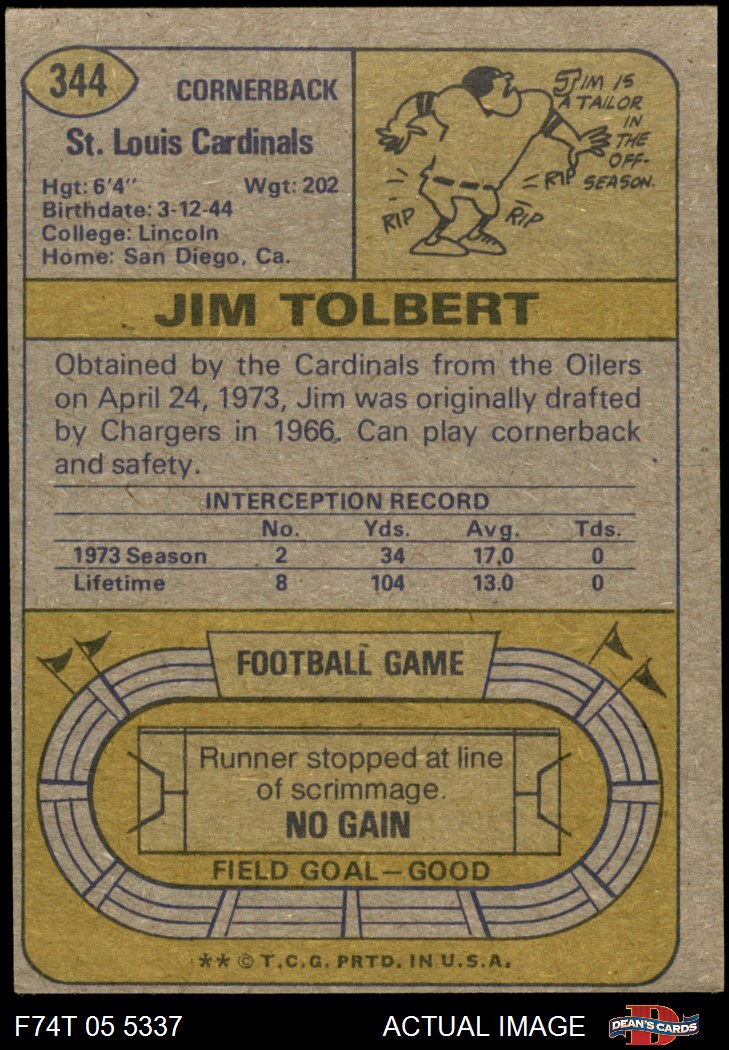 344
CORNERBACK
St. Louis Cardinals
Hgt: 6'4" Wgt: 202
Birthdate: 3-12-44
College: Lincoln
Home: San Diego, Ca.
JIM IS
A TAILOR
IN
THE
OFF-
SEASON.
RIP
RIP
RIP
JIM TOLBERT
Obtained by the Cardinals from the Oilers
on April 24, 1973, Jim was originally drafted
by Chargers in 1966. Can play cornerback
and safety.
INTERCEPTION RECORD
No. Yds. Avg. Tds.
1973 Season 2 34 17.0 0
Lifetime 8 104 13.0 0
FOOTBALL GAME
Runner stopped at line
of scrimmage.
NO GAIN
FIELD GOAL—GOOD
** © T.C.G. PRTD. IN U.S.A.
F74T 05 5337 ACTUAL IMAGE
D
DEAN'S CARDS